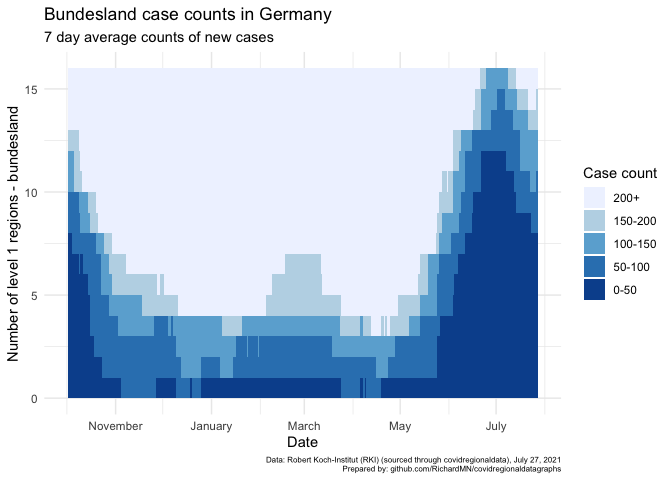 Bundesland case counts in Germany
7 day average counts of new cases
Number of level 1 regions - bundesland
15
10
5
0
November
January
March
May
July
Date
Case count
200+
150-200
100-150
50-100
0-50
Data: Robert Koch-Institut (RKI) (sourced through covidregionaldata), July 27, 2021
Prepared by: github.com/RichardMN/covidregionaldatagraphs